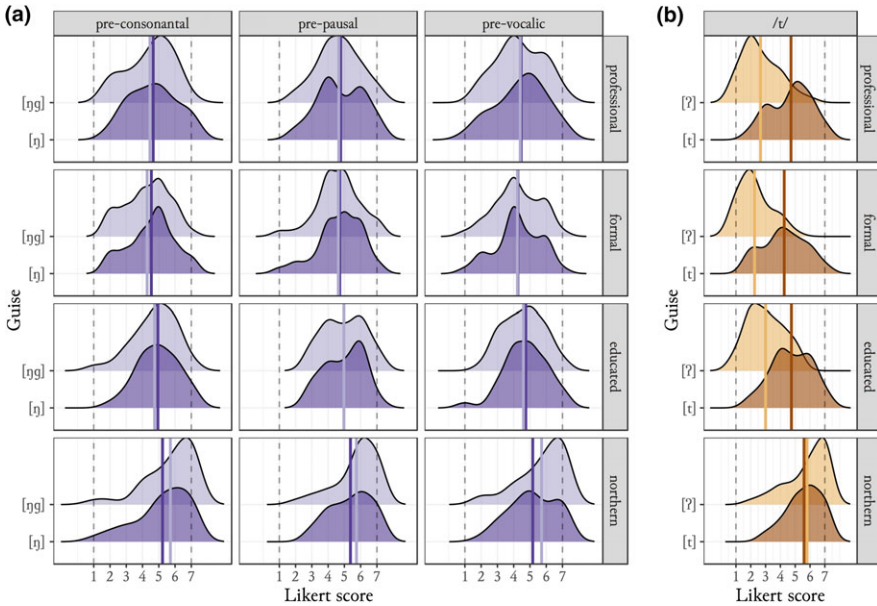 (a)
pre-consonantal pre-pausal pre-vocalic
[ŋg]
[ŋ]
professional
[ŋg]
[ŋ]
formal
[ŋg]
[ŋ]
educated
[ŋg]
[ŋ]
northern
Guise
1 2 3 4 5 6 7 1 2 3 4 5 6 7 1 2 3 4 5 6 7
Likert score
(b)
/t/
[ʔ]
[t]
professional
[ʔ]
[t]
formal
[ʔ]
[t]
educated
[ʔ]
[t]
northern
Guise
1 2 3 4 5 6 7
Likert score